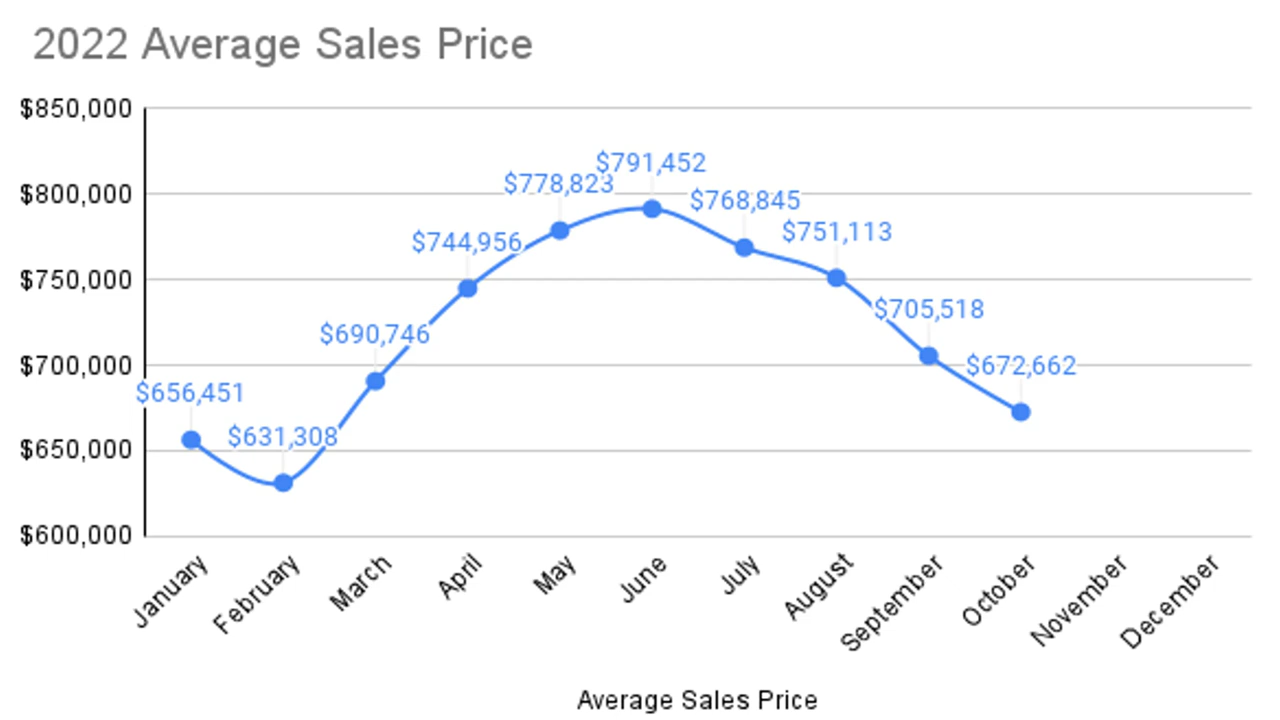 2022 Average Sales Price
$850,000
$800,000
$750,000
$700,000
$650,000
$600,000
$656,451
$631,308
$690,746
$744,956
$778,823
$791,452
$768,845
$751,113
$705,518
$672,662
January
February
March
April
May
June
July
August
September
October
November
December
Average Sales Price